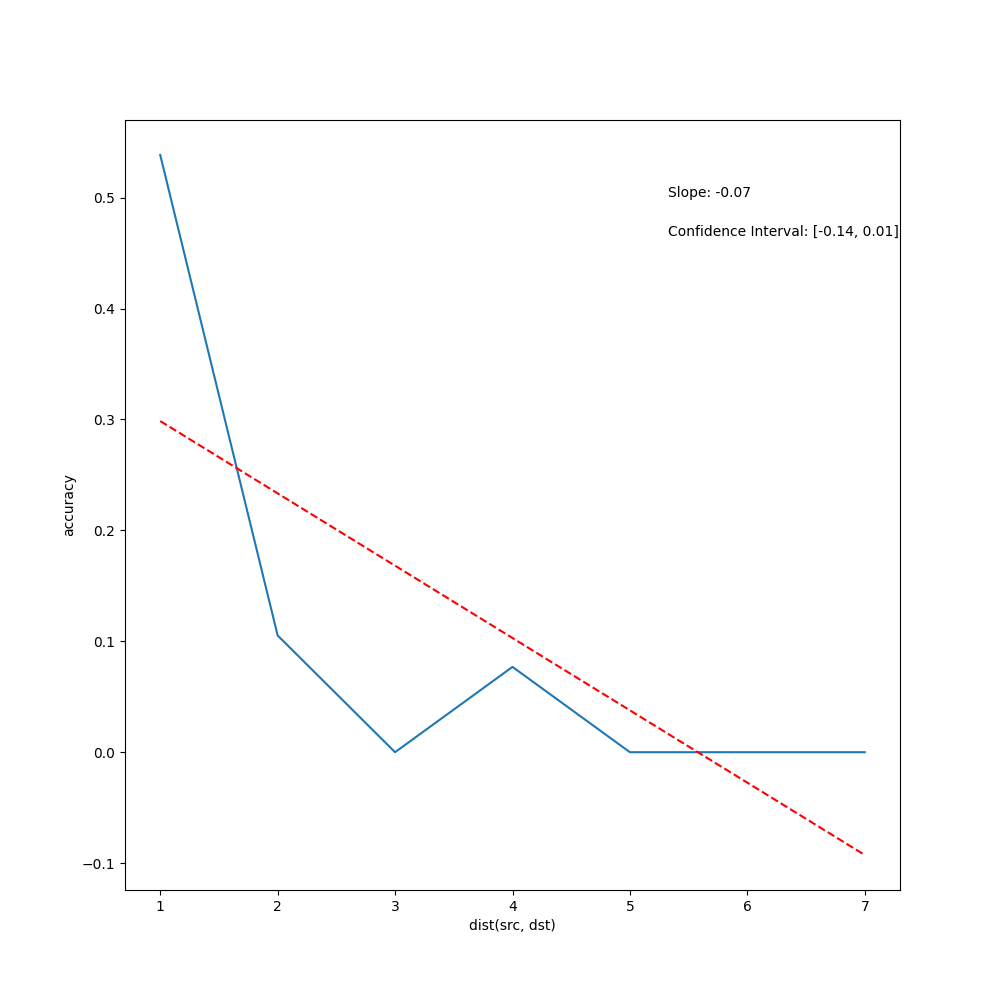 Slope: -0.07
Confidence Interval: [-0.14, 0.01]
accuracy
0.5
0.4
0.3
0.2
0.1
0.0
−0.1
1 2 3 4 5 6 7
dist(src, dst)